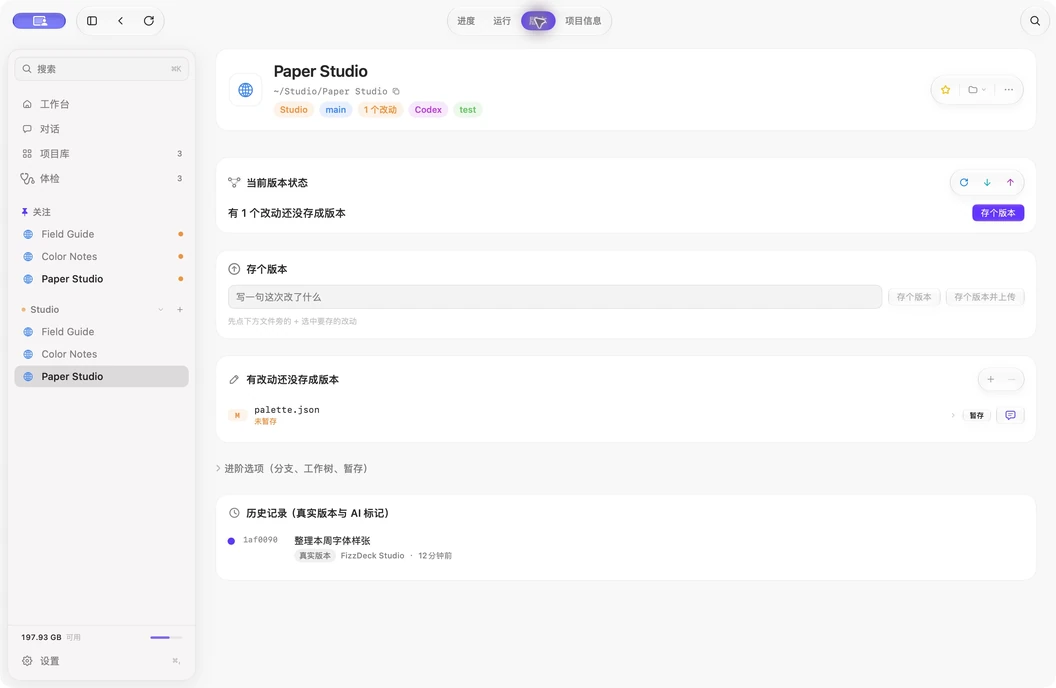 进度 运行 项目信息
搜索 ⌘K
工作台
对话
项目库 3
体检 3
关注
Field Guide
Color Notes
Paper Studio
Studio
Field Guide
Color Notes
Paper Studio
197.93 GB 可用
设置 ⌘,
Paper Studio
~/Studio/Paper Studio
Studio main 1 个改动 Codex test
当前版本状态
有 1 个改动还没存成版本 存个版本
存个版本
写一句这次改了什么 存个版本 存个版本并上传
先点下方文件旁的 + 选中要存的改动
有改动还没存成版本
M palette.json 暂存
未暂存
进阶选项（分支、工作树、暂存）
历史记录（真实版本与 AI 标记）
1af0090 整理本周字体样张
真实版本 FizzDeck Studio · 12 分钟前